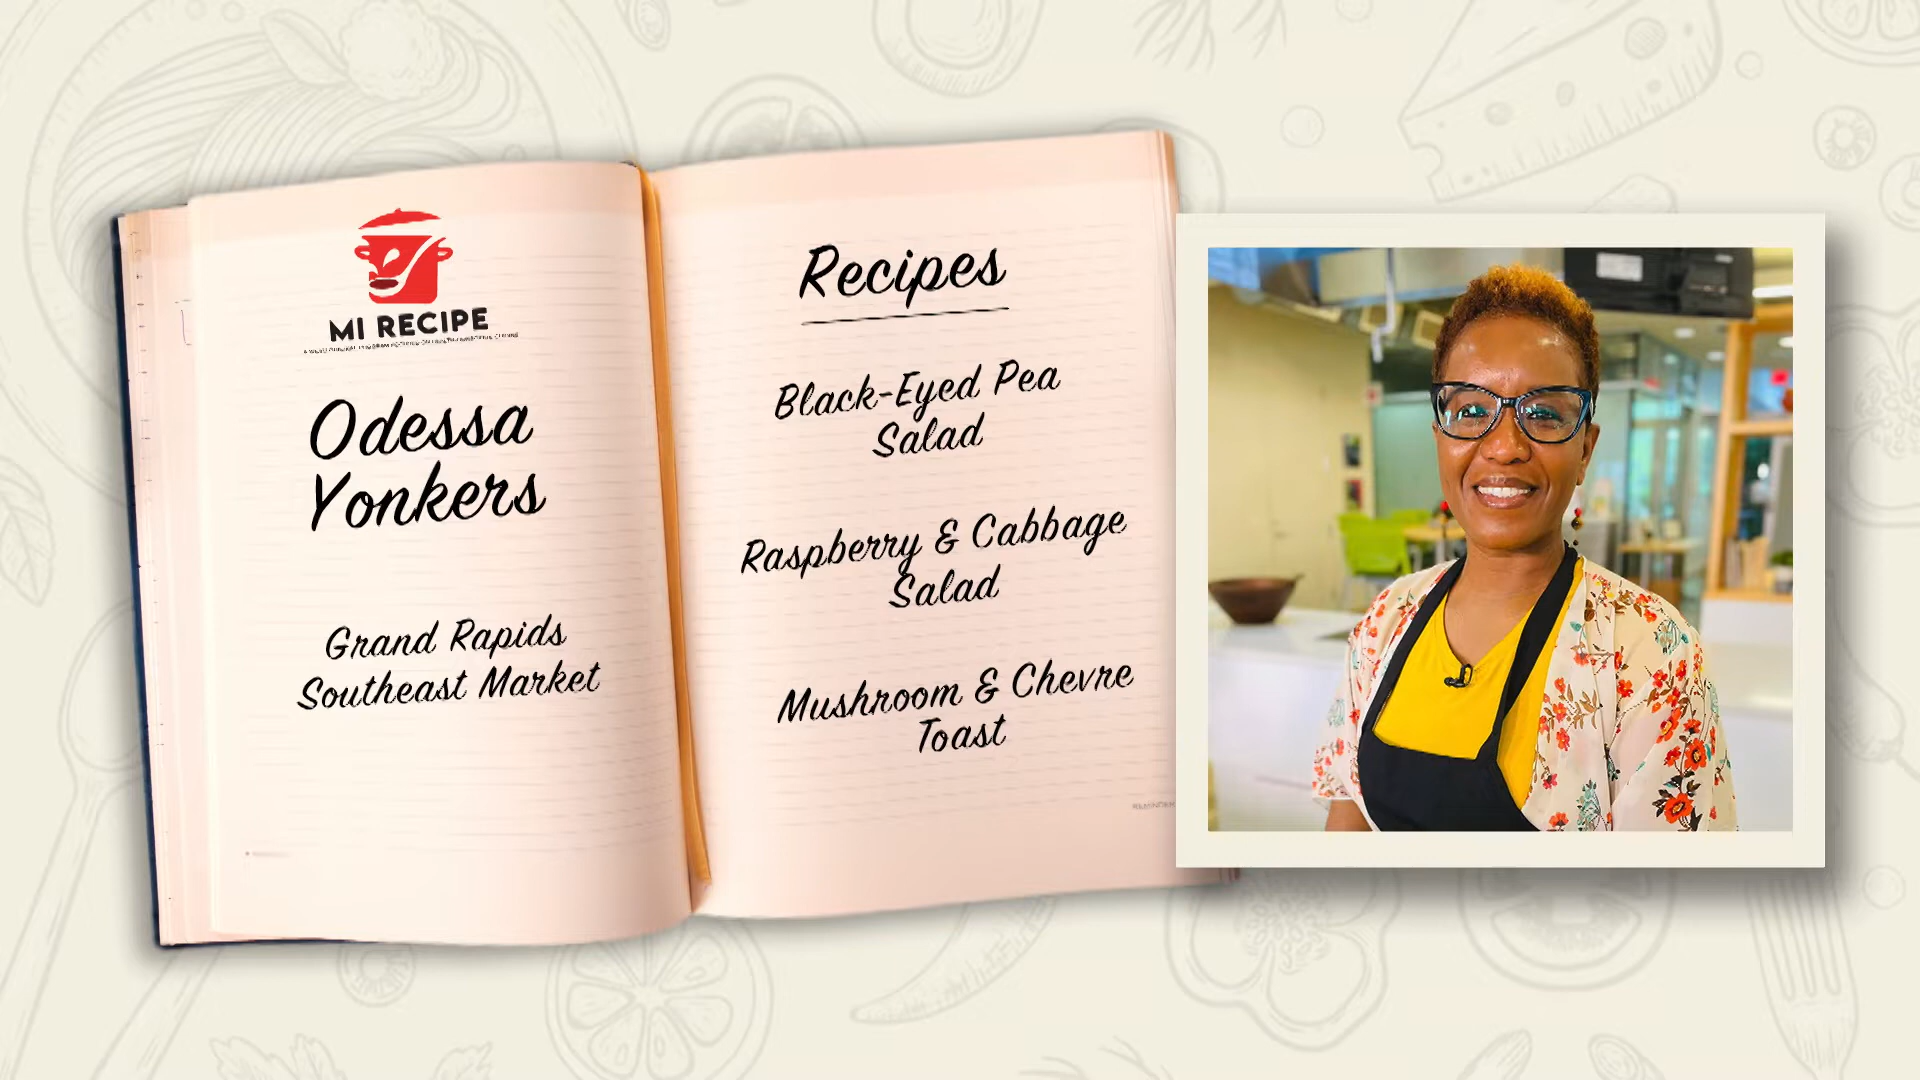 MI RECIPE
Odessa
Yonkers
Grand Rapids
Southeast Market
Recipes
Black-Eyed Pea
Salad
Raspberry & Cabbage
Salad
Mushroom & Chevre
Toast
REMINDER